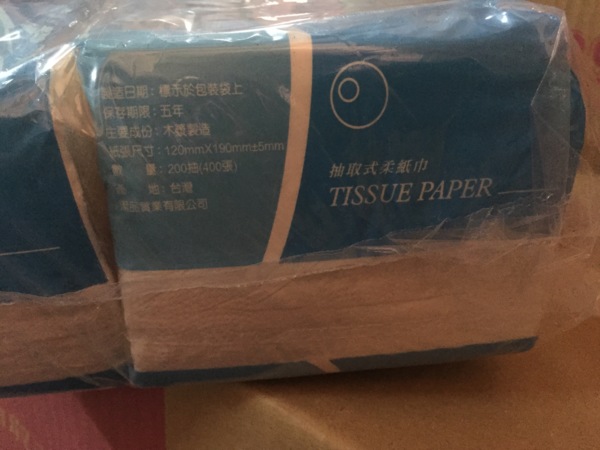 製造日期：標示於包裝袋上
保存期限：五年
主要成份：木漿製造
紙張尺寸：120mmX190mm±5mm
數　　量：200抽(400張)
產　　地：台灣
潔品實業有限公司
抽取式柔紙巾
TISSUE PAPER